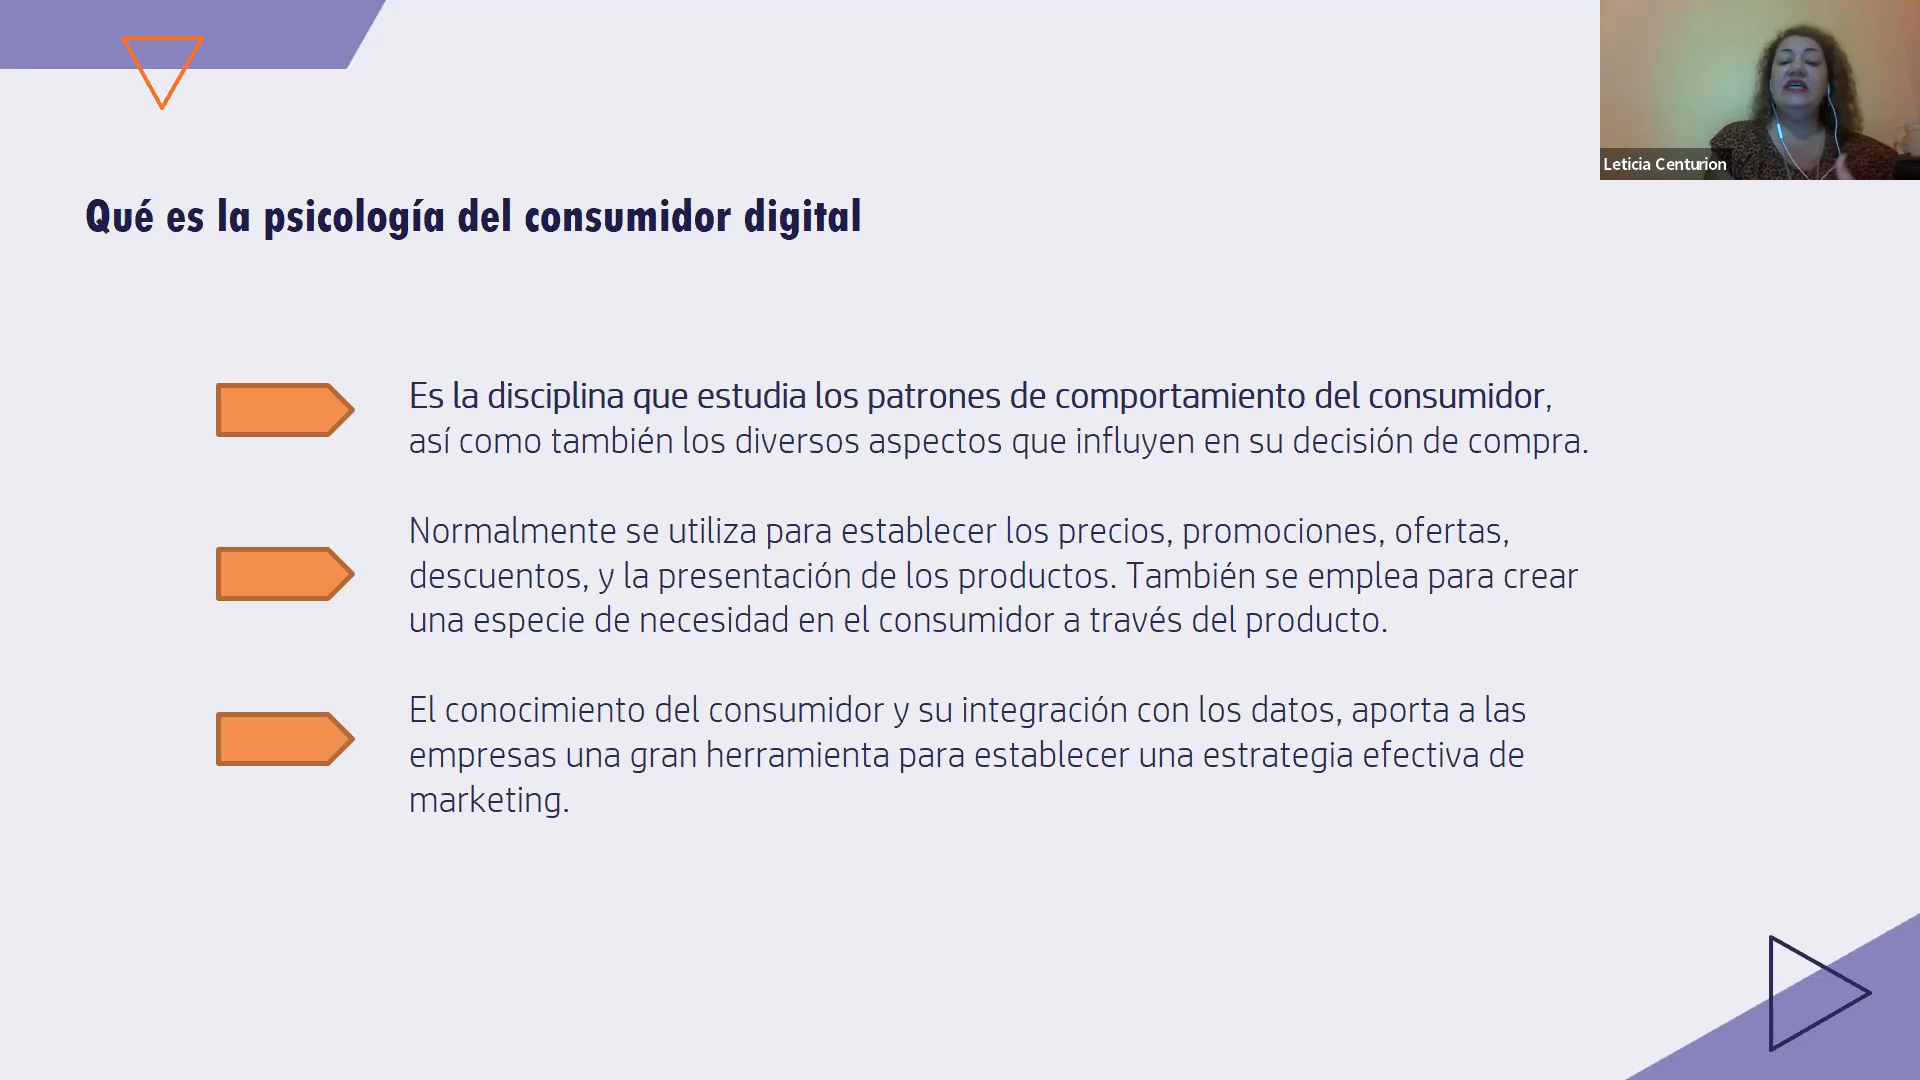 Leticia Centurion
Qué es la psicología del consumidor digital
Es la disciplina que estudia los patrones de comportamiento del consumidor,
así como también los diversos aspectos que influyen en su decisión de compra.
Normalmente se utiliza para establecer los precios, promociones, ofertas,
descuentos, y la presentación de los productos. También se emplea para crear
una especie de necesidad en el consumidor a través del producto.
El conocimiento del consumidor y su integración con los datos, aporta a las
empresas una gran herramienta para establecer una estrategia efectiva de
marketing.